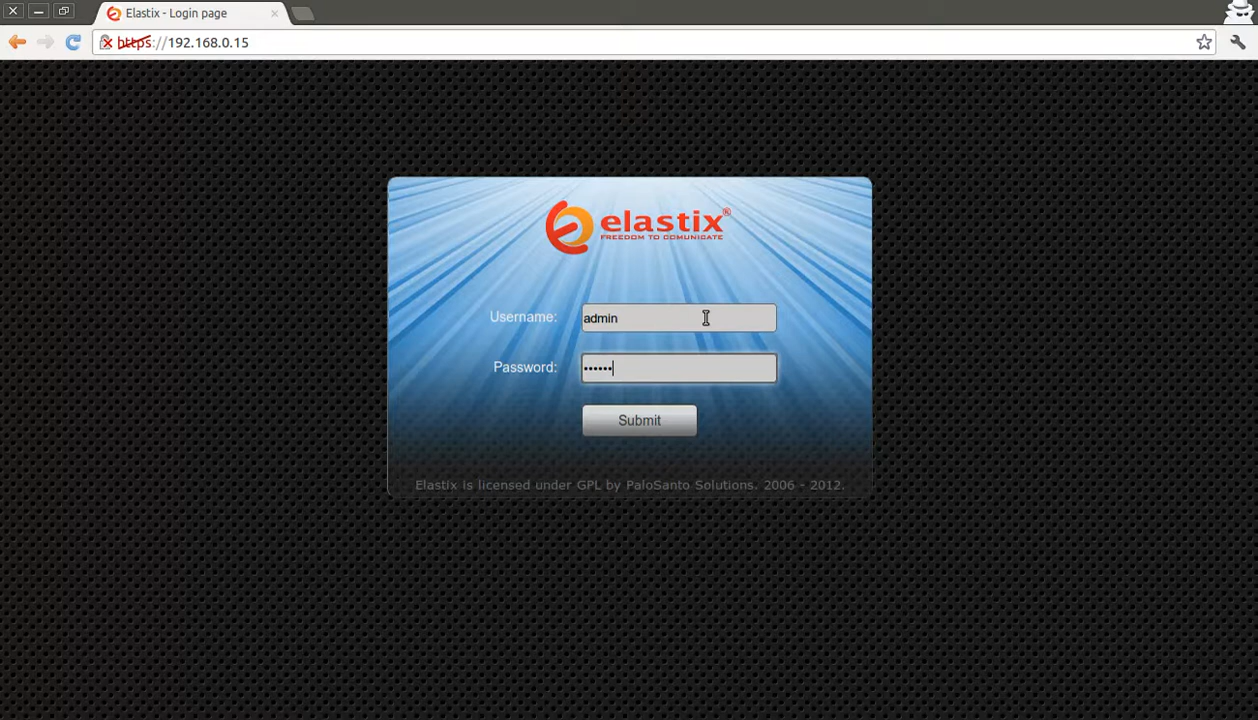 Elastix - Login page
https://192.168.0.15
elastix®
FREEDOM TO COMUNICATE
Username: admin
Password: ••••••
Submit
Elastix is licensed under GPL by PaloSanto Solutions. 2006 - 2012.